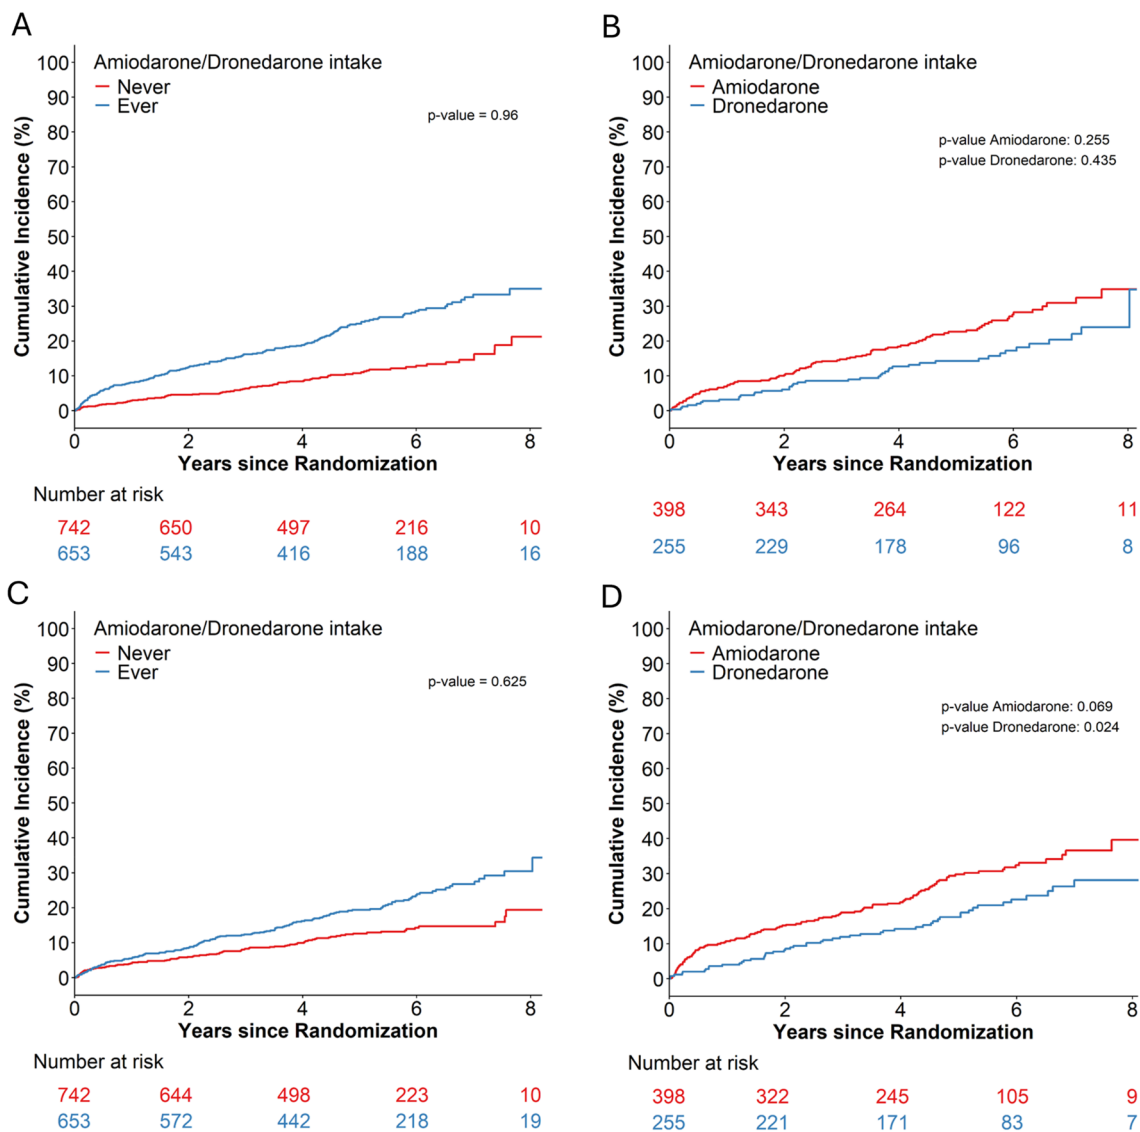 A
Amiodarone/Dronedarone intake
Never
Ever
p-value = 0.96
Cumulative Incidence (%)
100
90
80
70
60
50
40
30
20
10
0
0 2 4 6 8
Years since Randomization
Number at risk
742 650 497 216 10
653 543 416 188 16
B
Amiodarone/Dronedarone intake
Amiodarone
Dronedarone
p-value Amiodarone: 0.255
p-value Dronedarone: 0.435
Cumulative Incidence (%)
100
90
80
70
60
50
40
30
20
10
0
0 2 4 6 8
Years since Randomization
398 343 264 122 11
255 229 178 96 8
C
Amiodarone/Dronedarone intake
Never
Ever
p-value = 0.625
Cumulative Incidence (%)
100
90
80
70
60
50
40
30
20
10
0
0 2 4 6 8
Years since Randomization
Number at risk
742 644 498 223 10
653 572 442 218 19
D
Amiodarone/Dronedarone intake
Amiodarone
Dronedarone
p-value Amiodarone: 0.069
p-value Dronedarone: 0.024
Cumulative Incidence (%)
100
90
80
70
60
50
40
30
20
10
0
0 2 4 6 8
Years since Randomization
Number at risk
398 322 245 105 9
255 221 171 83 7